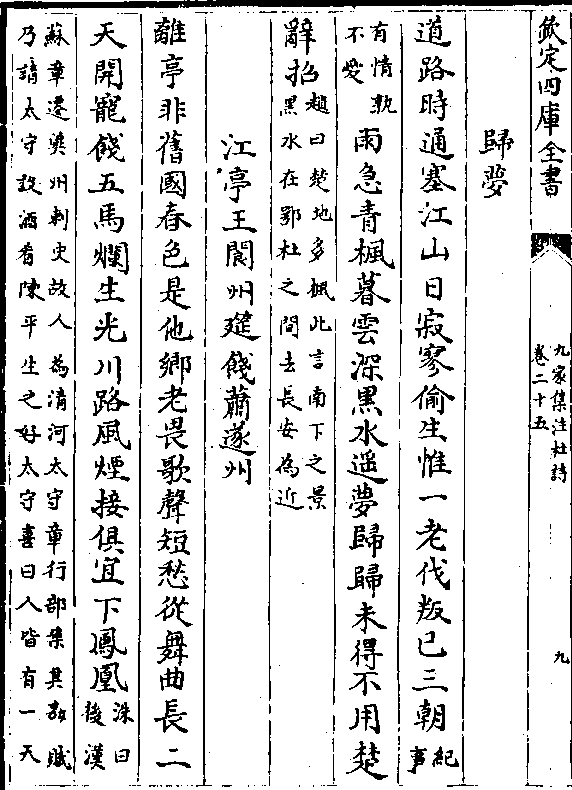 欽定四庫全書
九家集注杜詩
卷二十五
九
歸夢
道路時通塞江山日寂寥偷生惟一老伐叛已三朝紀
事
有情孰
不愛雨急青楓暮雲深黒水遥夢歸歸未得不用楚
辭招趙曰楚地多楓此言南下之景
黒水在鄠杜之間去長安為近
江亭王閬州筵餞蕭遂州
離亭非舊國春色是他鄉老畏歌聲短愁從舞曲長二
天開寵餞五馬爛生光川路風煙接俱宜下鳳凰洙曰
後漢
蘇章遷冀州刺史故人為清河太守章行部案其姦贓
乃請太守設酒肴陳平生之好太守喜曰人皆有一天